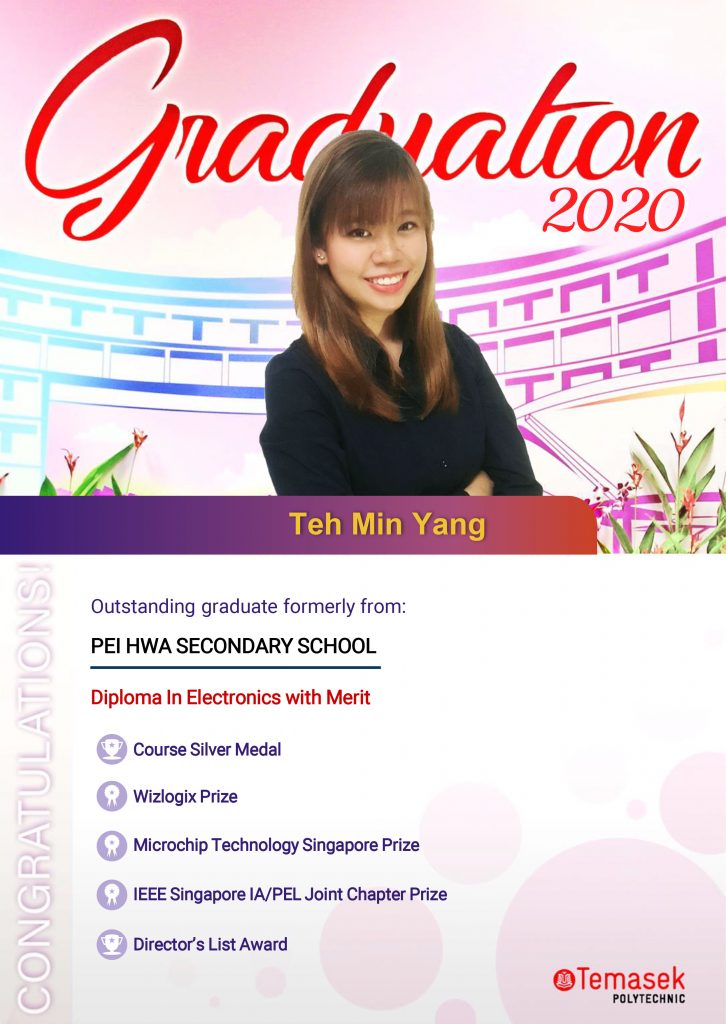 Graduation
2020
Teh Min Yang
CONGRATULATIONS!
Outstanding graduate formerly from:
PEI HWA SECONDARY SCHOOL
Diploma In Electronics with Merit
Course Silver Medal
Wizlogix Prize
Microchip Technology Singapore Prize
IEEE Singapore IA/PEL Joint Chapter Prize
Director's List Award
Temasek
POLYTECHNIC